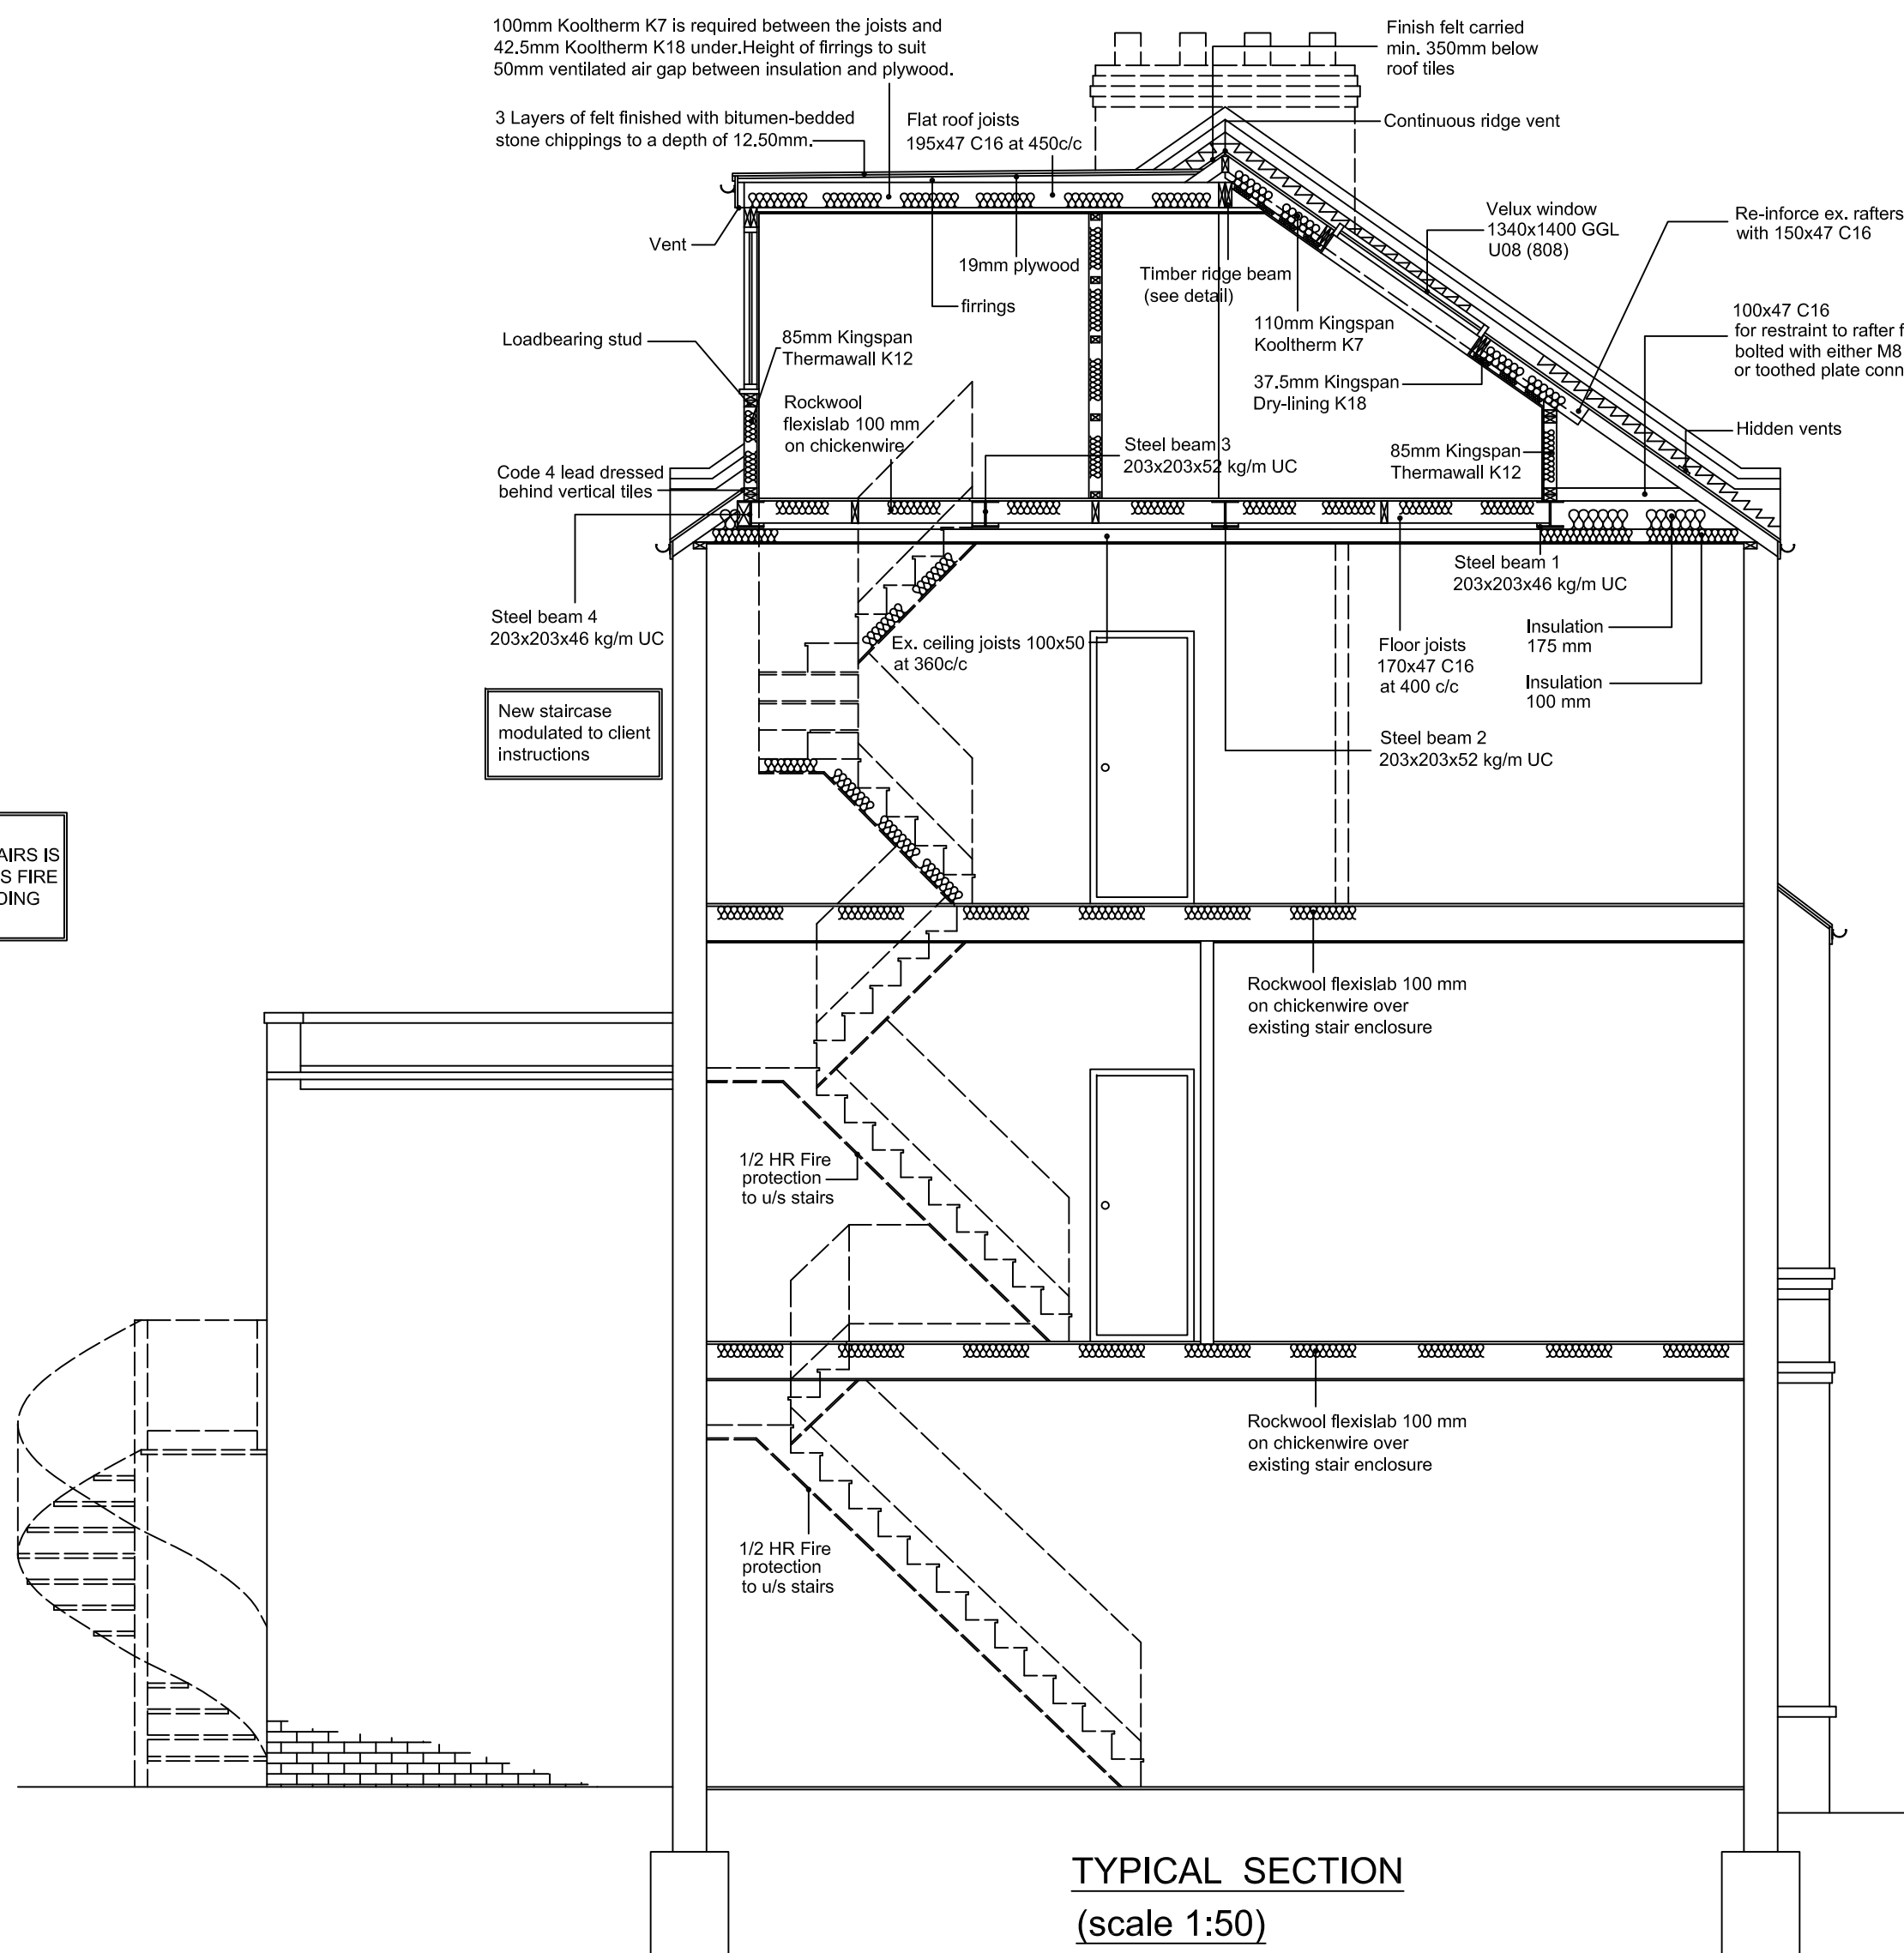 100mm Kooltherm K7 is required between the joists and
42.5mm Kooltherm K18 under.Height of firrings to suit
50mm ventilated air gap between insulation and plywood.
3 Layers of felt finished with bitumen-bedded
stone chippings to a depth of 12.50mm.
Flat roof joists
195x47 C16 at 450c/c
Finish felt carried
min. 350mm below
roof tiles
Continuous ridge vent
Vent
19mm plywood
firrings
Timber ridge beam
(see detail)
Velux window
1340x1400 GGL
U08 (808)
Re-inforce ex. rafters
with 150x47 C16
Loadbearing stud
85mm Kingspan
Thermawall K12
110mm Kingspan
Kooltherm K7
100x47 C16
for restraint to rafter f
bolted with either M8
or toothed plate conn
37.5mm Kingspan
Dry-lining K18
Rockwool
flexislab 100 mm
on chickenwire
Hidden vents
Code 4 lead dressed
behind vertical tiles
Steel beam 3
203x203x52 kg/m UC
85mm Kingspan
Thermawall K12
Steel beam 4
203x203x46 kg/m UC
Steel beam 1
203x203x46 kg/m UC
Ex. ceiling joists 100x50
at 360c/c
Floor joists
170x47 C16
at 400 c/c
Insulation
175 mm
Insulation
100 mm
New staircase
modulated to client
instructions
Steel beam 2
203x203x52 kg/m UC
AIRS IS
S FIRE
DING
Rockwool flexislab 100 mm
on chickenwire over
existing stair enclosure
1/2 HR Fire
protection
to u/s stairs
Rockwool flexislab 100 mm
on chickenwire over
existing stair enclosure
1/2 HR Fire
protection
to u/s stairs
TYPICAL SECTION
(scale 1:50)